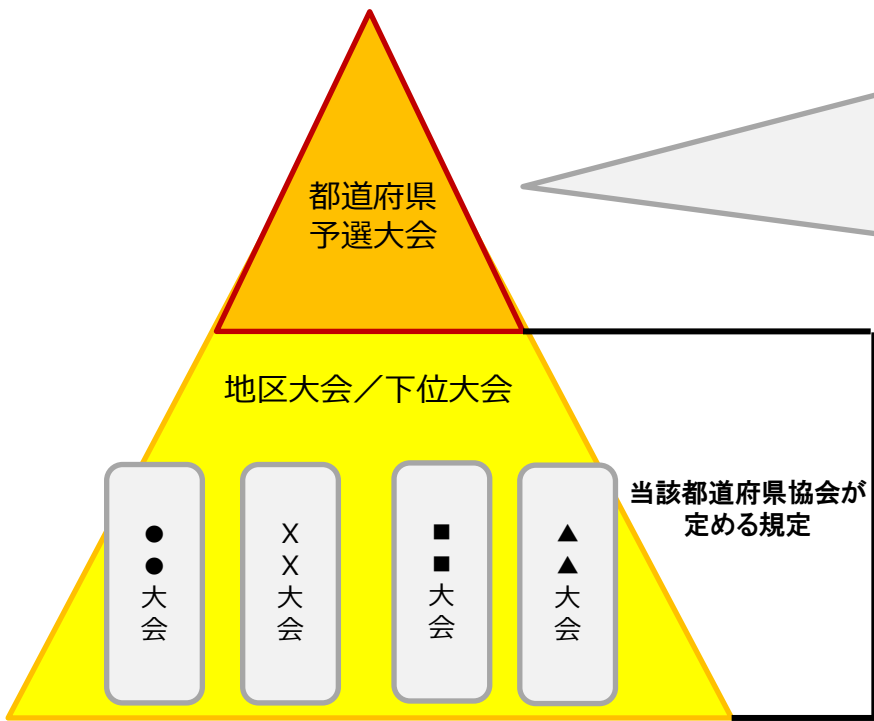 都道府県
予選大会
地区大会／下位大会
●●大会
X X大会
■■大会
▲▲大会
当該都道府県協会が
定める規定